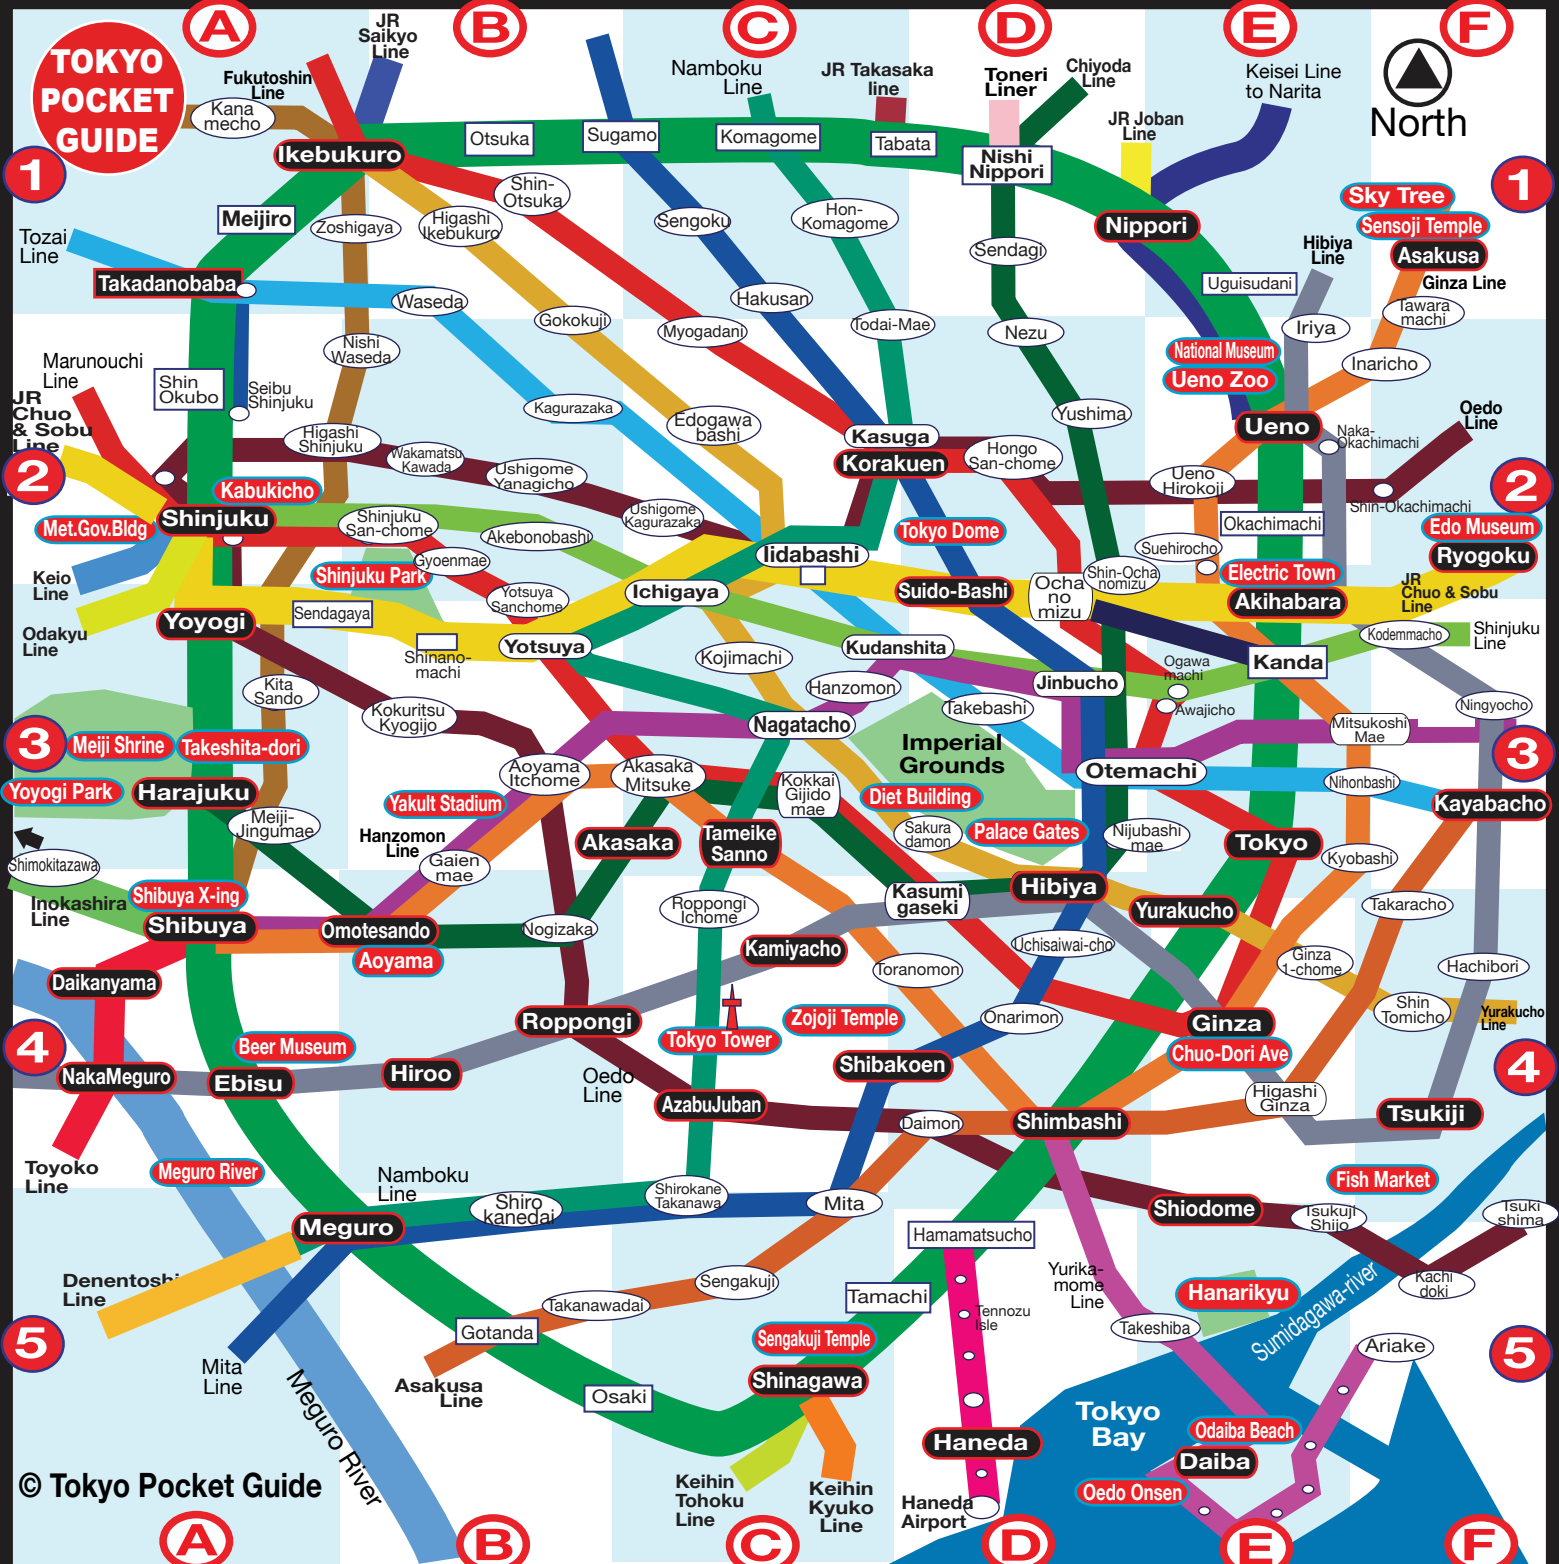 A
B
C
D
E
F
TOKYO
POCKET
GUIDE
JR
Saikyo
Line
Fukutoshin
Line
Kana
mecho
Namboku
Line
JR Takasaka
line
Toneri
Liner
Chiyoda
Line
JR Joban
Line
Keisei Line
to Narita
North
1
Ikebukuro
Otsuka
Sugamo
Komagome
Tabata
Nishi
Nippori
1
Shin-
Otsuka
Meijiro
Zoshigaya
Higashi
Ikebukuro
Sengoku
Hon-
Komagome
Sendagi
Nippori
Sky Tree
Sensoji Temple
Asakusa
Ginza Line
Tozai
Line
Hibiya
Line
Takadanobaba
Waseda
Hakusan
Uguisudani
Tawara
machi
Gokokuji
Myogadani
Todai-Mae
Nezu
Iriya
Nishi
Waseda
National Museum
Ueno Zoo
Inaricho
Marunouchi
Line
Shin
Okubo
Seibu
Shinjuku
JR
Chuo
& Sobu
Line
Kagurazaka
Edogawa
bashi
Yushima
Ueno
Naka-
Okachimachi
Oedo
Line
Higashi
Shinjuku
Wakamatsu
Kawada
Kasuga
Korakuen
Hongo
San-chome
2
Ushigome
Yanagicho
Ueno
Hirokoji
2
Kabukicho
Shin-Okachimachi
Met.Gov.Bldg
Shinjuku
Shinjuku
San-chome
Akebonobashi
Ushigome
Kagurazaka
Tokyo Dome
Okachimachi
Edo Museum
Ryogoku
Iidabashi
Suehirocho
Gyoenmae
Keio
Line
Shinjuku Park
Shin-Ocha
nomizu
Electric Town
Ichigaya
Suido-Bashi
Ocha
no
mizu
Akihabara
JR
Chuo & Sobu
Line
Yotsuya
Sanchome
Odakyu
Line
Yoyogi
Sendagaya
Shinano-
machi
Yotsuya
Kojimachi
Kudanshita
Kodemmacho
Shinjuku
Line
Kanda
Ogawa
machi
Jinbucho
Kita
Sando
Hanzomon
Awajicho
Takebashi
Ningyocho
Kokuritsu
Kyogijo
Nagatacho
Mitsukoshi
Mae
3
Meiji Shrine
Takeshita-dori
Imperial
Grounds
3
Yoyogi Park
Harajuku
Aoyama
Itchome
Akasaka
Mitsuke
Kokkai
Gijido
mae
Otemachi
Nihonbashi
Kayabacho
Yakult Stadium
Diet Building
Meiji-
Jingumae
Hanzomon
Line
Akasaka
Tameike
Sanno
Sakura
damon
Palace Gates
Nijubashi
mae
Tokyo
Kyobashi
Shimokitazawa
Gaien
mae
Inokashira
Line
Shibuya X-ing
Shibuya
Omotesando
Aoyama
Nogizaka
Roppongi
Ichome
Kasumi
gaseki
Hibiya
Yurakucho
Takaracho
Kamiyacho
Uchisaiwai-cho
Daikanyama
Toranomon
Ginza
1-chome
Hachibori
Roppongi
Zojoji Temple
Onarimon
Ginza
Shin
Tomicho
Yurakucho
Line
4
Beer Museum
Tokyo Tower
Chuo-Dori Ave
4
NakaMeguro
Ebisu
Hiroo
Oedo
Line
Shibakoen
Higashi
Ginza
AzabuJuban
Daimon
Shimbashi
Tsukiji
Toyoko
Line
Meguro River
Namboku
Line
Shiro
kanedai
Shirokane
Takanawa
Mita
Fish Market
Shiodome
Tsukuji
Shijo
Tsuki
shima
Meguro
Hamamatsucho
Denentoshi
Line
Sengakuji
Yurika-
mome
Line
Kachi
doki
Takanawadai
Tamachi
Tennozu
Isle
Hanarikyu
Takeshiba
Sumidagawa-river
5
Gotanda
Sengakuji Temple
Ariake
5
Mita
Line
Asakusa
Line
Osaki
Shinagawa
Meguro River
Tokyo
Bay
Odaiba Beach
Haneda
Daiba
Oedo Onsen
© Tokyo Pocket Guide
Keihin
Tohoku
Line
Keihin
Kyuko
Line
Haneda
Airport
A
B
C
D
E
F